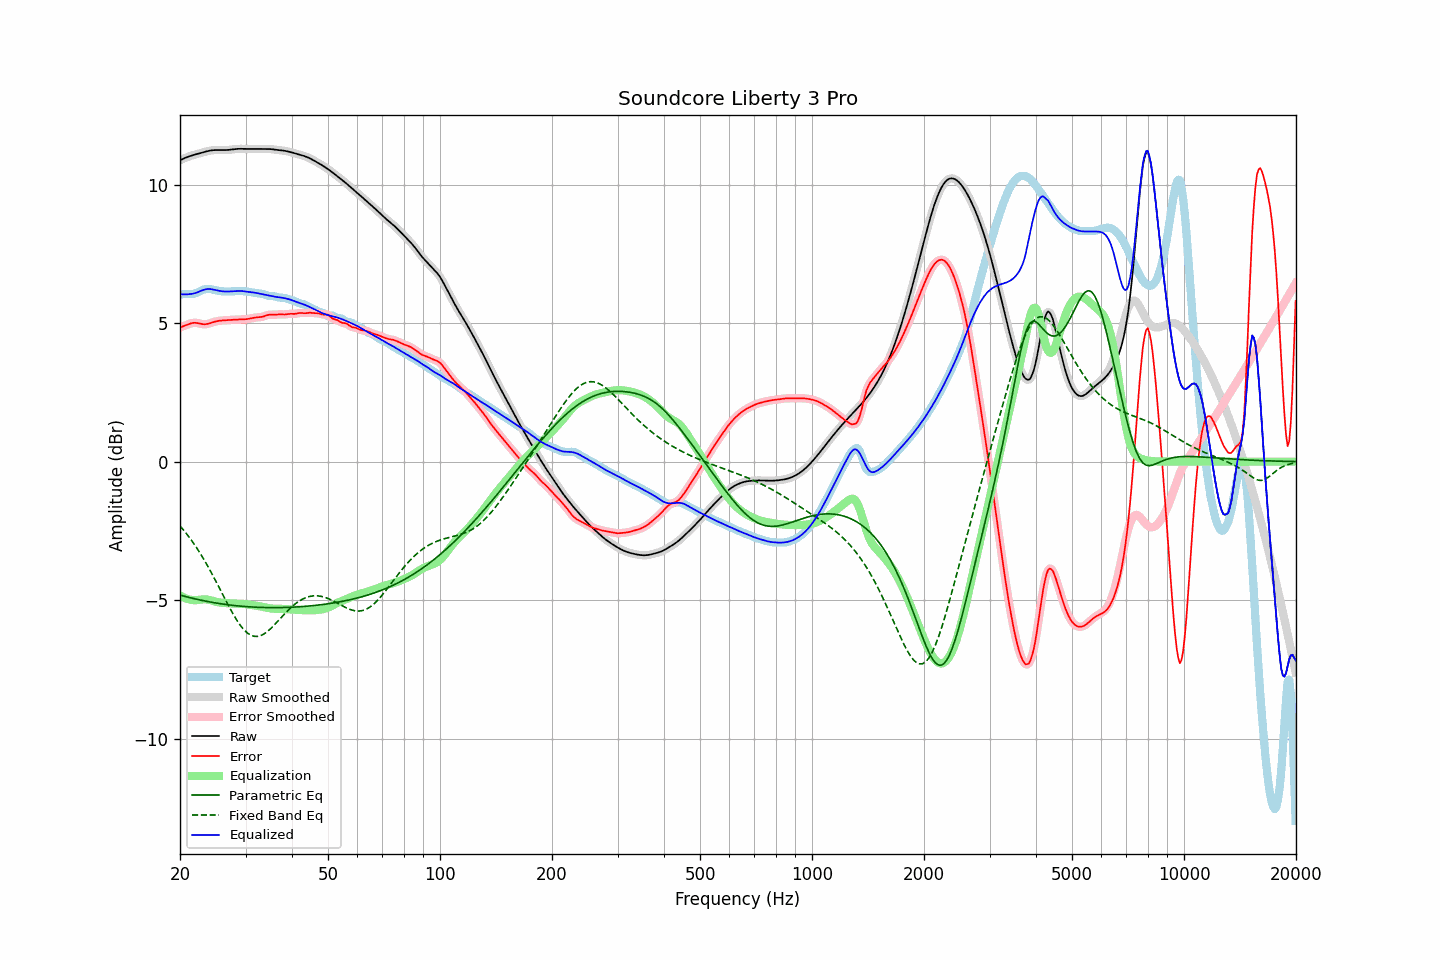 Soundcore Liberty 3 Pro
Amplitude (dBr)
10
5
0
−5
−10
Target
Raw Smoothed
Error Smoothed
Raw
Error
Equalization
Parametric Eq
Fixed Band Eq
Equalized
20 50 100 200 500 1000 2000 5000 10000 20000
Frequency (Hz)